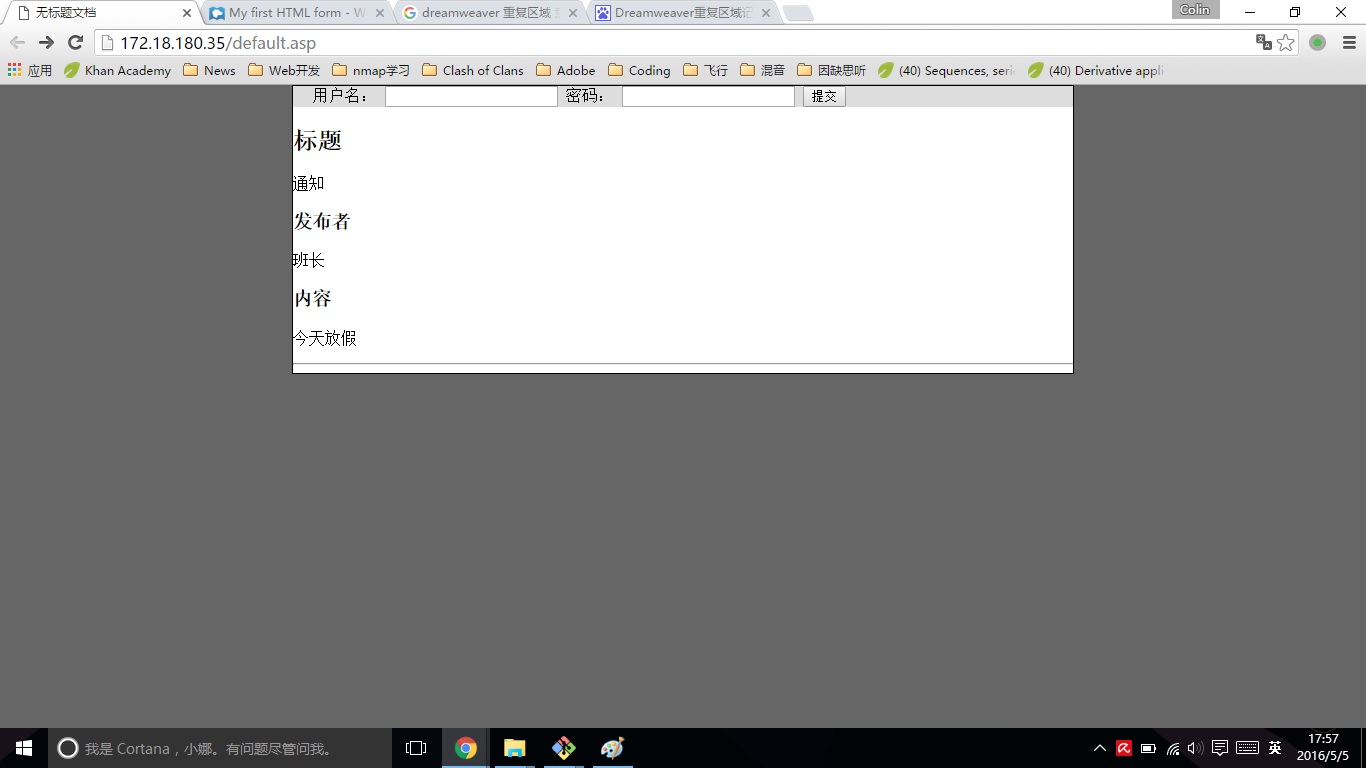 无标题文档
My first HTML form - W
dreamweaver 重复区域
Dreamweaver重复区域记
Colin
172.18.180.35/default.asp
应用 Khan Academy News Web开发 nmap学习 Clash of Clans Adobe Coding 飞行 混音 因缺思听 (40) Sequences, seri (40) Derivative appli
用户名： 密码： 提交
标题
通知
发布者
班长
内容
今天放假
我是 Cortana，小娜。有问题尽管问我。
英
17:57
2016/5/5